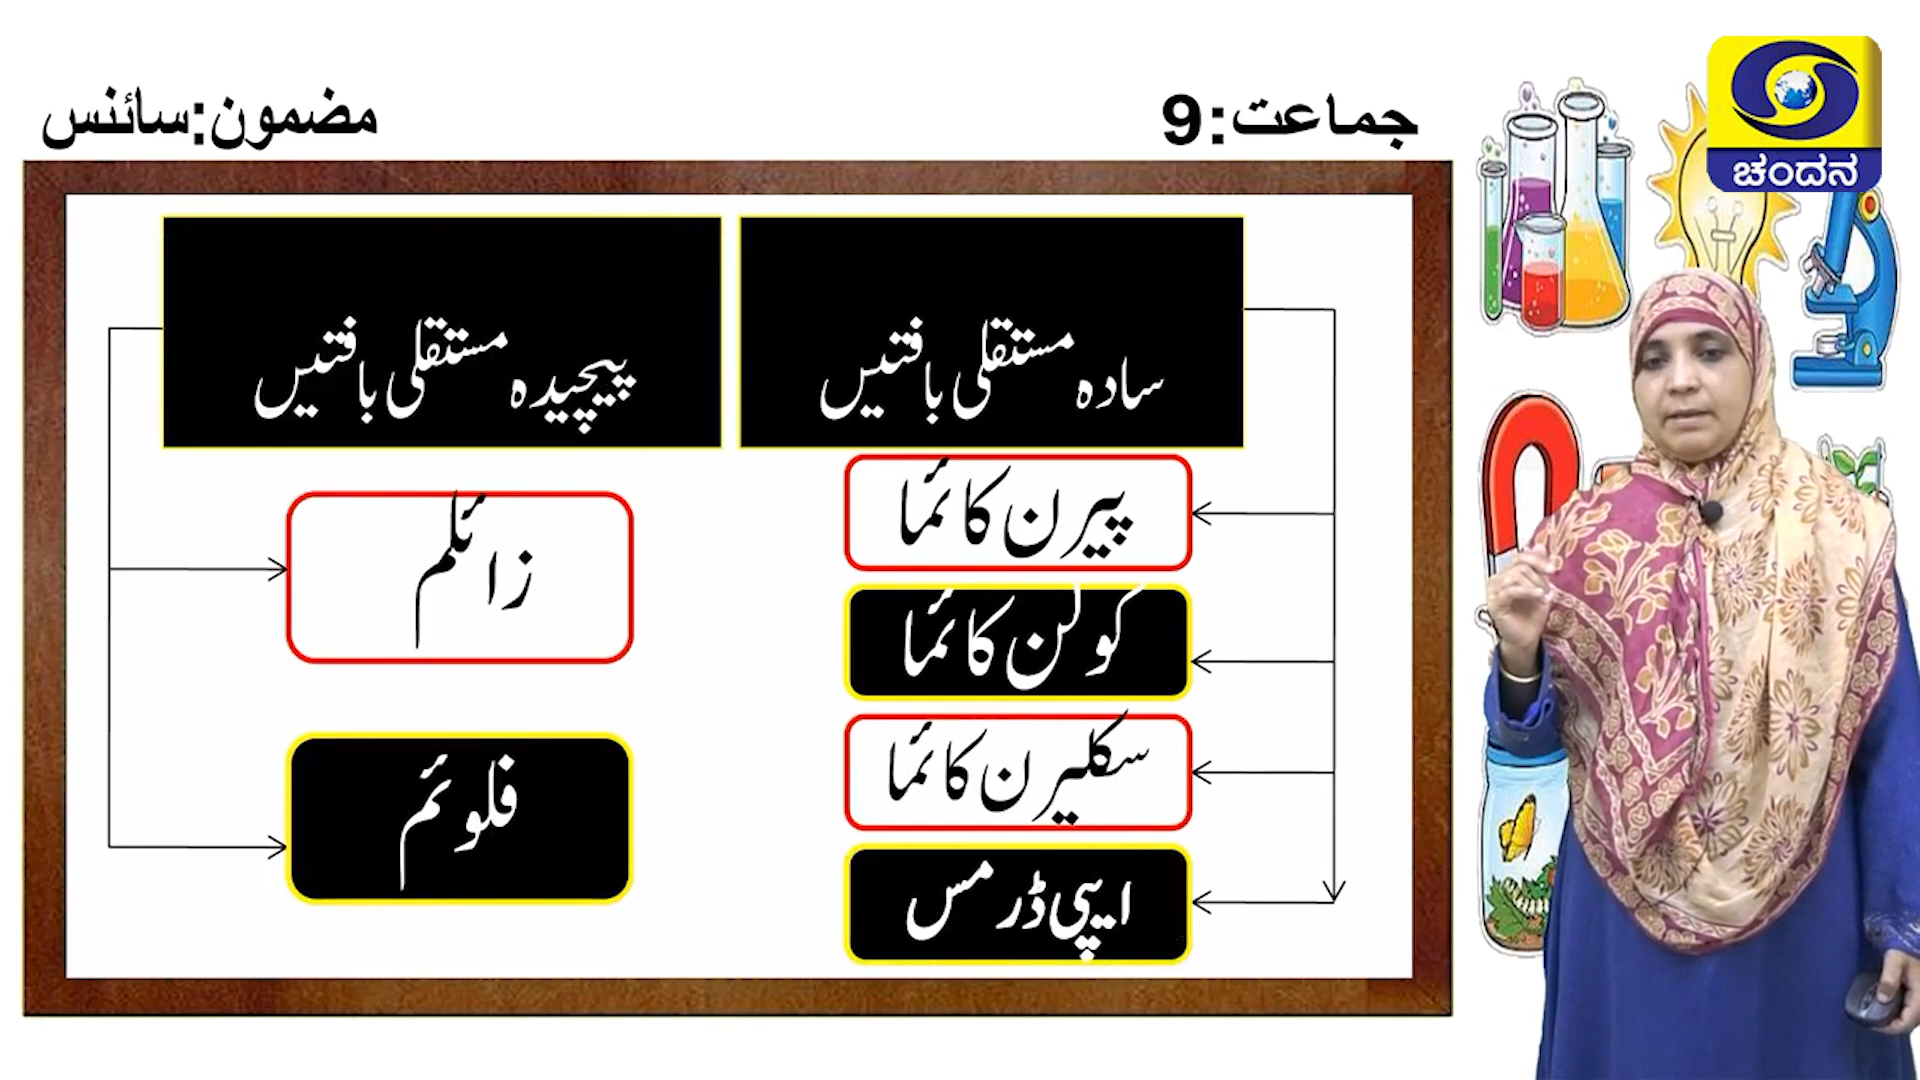 جماعت:9
مضمون:سائنس
ಚಂದನ
سادہ مستقلی بافتیں
پیچیدہ مستقلی بافتیں
پیرن کائما
کولن کائما
سکلیرن کائما
ایپی ڈرمس
زائلم
فلوئم